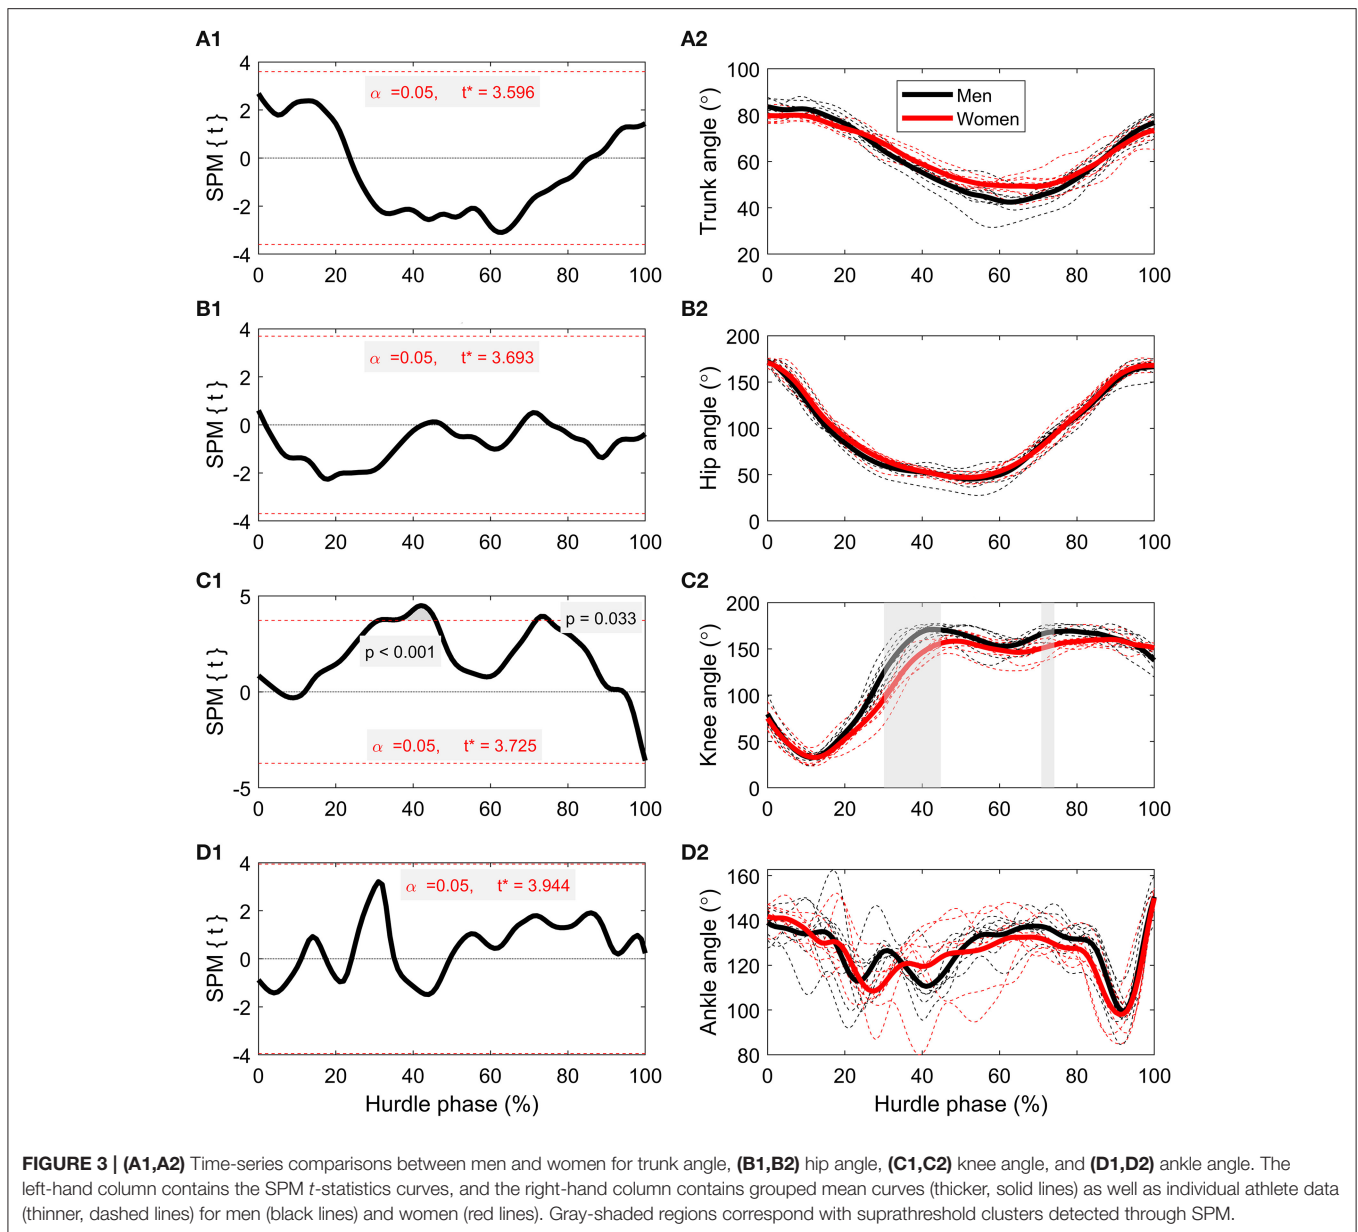 A1
4
2
0
-2
-4
SPM { t }
α =0.05, t* = 3.596
0 20 40 60 80 100
A2
100
80
60
40
20
Trunk angle (°)
Men
Women
0 20 40 60 80 100
B1
4
2
0
-2
-4
SPM { t }
α =0.05, t* = 3.693
0 20 40 60 80 100
B2
200
150
100
50
0
Hip angle (°)
0 20 40 60 80 100
C1
5
0
-5
SPM { t }
p = 0.033
p < 0.001
α =0.05, t* = 3.725
0 20 40 60 80 100
C2
200
150
100
50
0
Knee angle (°)
0 20 40 60 80 100
D1
4
2
0
-2
-4
SPM { t }
α =0.05, t* = 3.944
0 20 40 60 80 100
Hurdle phase (%)
D2
160
140
120
100
80
Ankle angle (°)
0 20 40 60 80 100
Hurdle phase (%)
FIGURE 3 | (A1,A2) Time-series comparisons between men and women for trunk angle, (B1,B2) hip angle, (C1,C2) knee angle, and (D1,D2) ankle angle. The
left-hand column contains the SPM t-statistics curves, and the right-hand column contains grouped mean curves (thicker, solid lines) as well as individual athlete data
(thinner, dashed lines) for men (black lines) and women (red lines). Gray-shaded regions correspond with suprathreshold clusters detected through SPM.